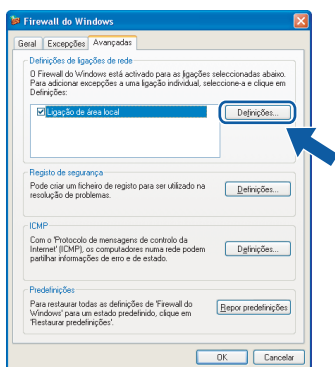 Firewall do Windows
Geral Excepções Avançadas
Definições de ligações de rede
O Firewall do Windows está activado para as ligações seleccionadas abaixo.
Para adicionar excepções a uma ligação individual, seleccione-a e clique em
Definições:
Ligação de área local
Definições...
Registo de segurança
Pode criar um ficheiro de registo para ser utilizado na
resolução de problemas.
Definições...
ICMP
Com o 'Protocolo de mensagens de controlo da
Internet' (ICMP), os computadores numa rede podem
partilhar informações de erro e de estado.
Definições...
Predefinições
Para restaurar todas as definições de 'Firewall do
Windows' para um estado predefinido, clique em
'Restaurar predefinições'.
Repor predefinições
OK Cancelar